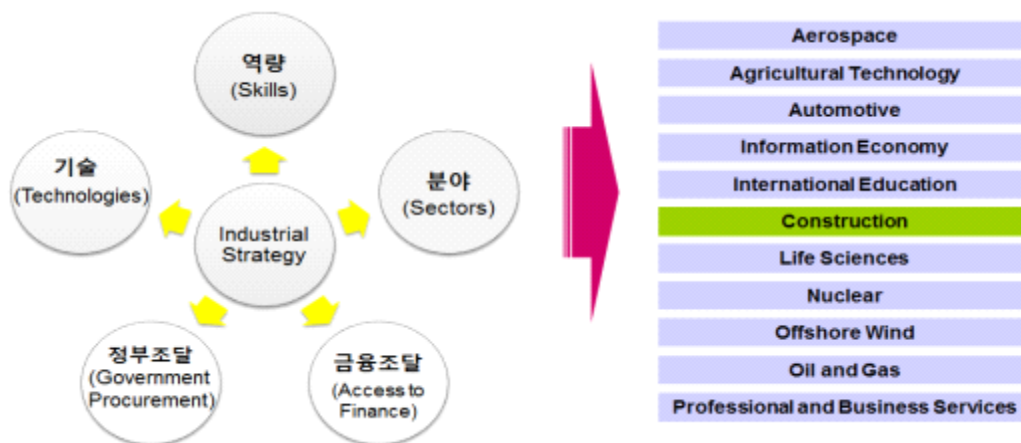 역량
(Skills)
기술
(Technologies)
분야
(Sectors)
Industrial
Strategy
정부조달
(Government
Procurement)
금융조달
(Access to
Finance)
Aerospace
Agricultural Technology
Automotive
Information Economy
International Education
Construction
Life Sciences
Nuclear
Offshore Wind
Oil and Gas
Professional and Business Services